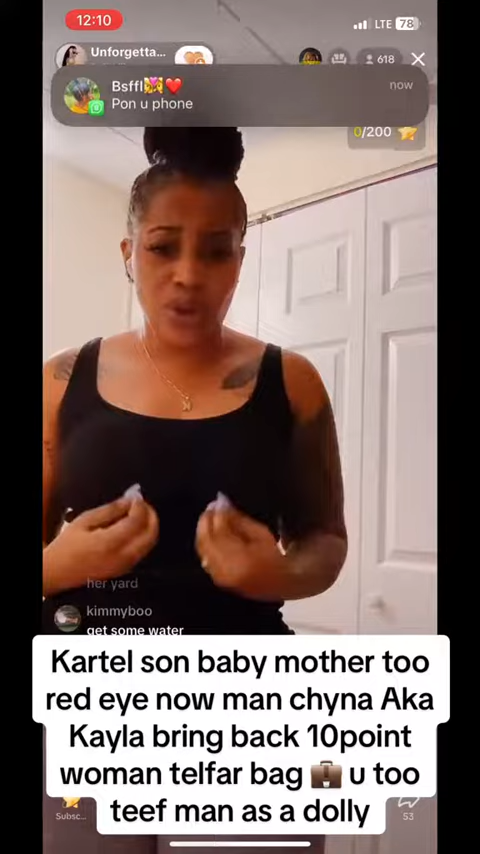 12:10
LTE 78
Unforgetta...
618
Bsffl🥰❤️
now
Pon u phone
0/200
her yard
kimmyboo
get some water
Kartel son baby mother too
red eye now man chyna Aka
Kayla bring back 10point
woman telfar bag 💼 u too
teef man as a dolly
Subsc...
53